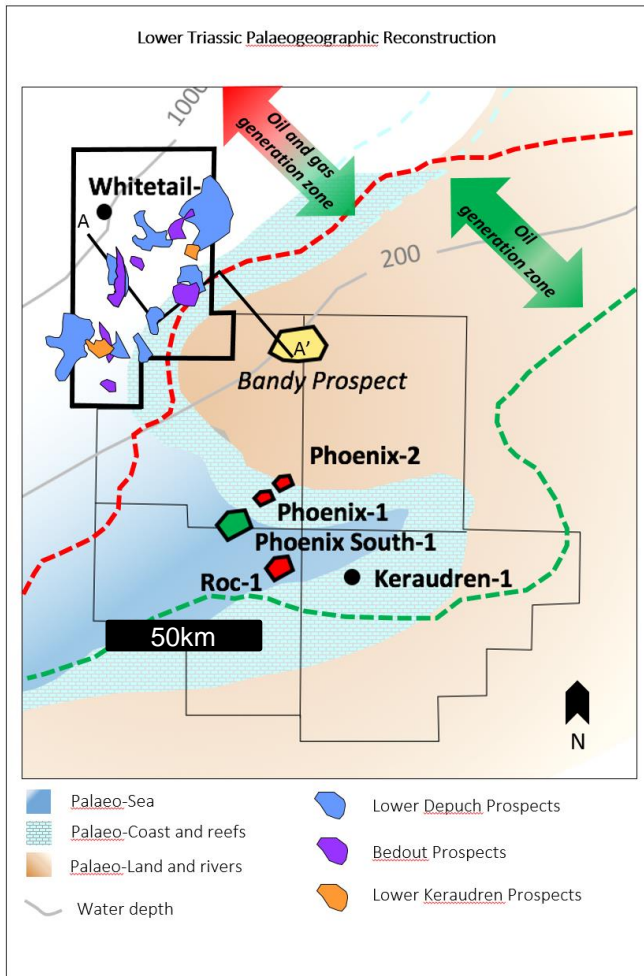 Lower Triassic Palaeogeographic Reconstruction
1000
Oil and gas
generation zone
Oil
generation zone
Whitetail-
A
200
A'
Bandy Prospect
Phoenix-2
Phoenix-1
Phoenix South-1
Roc-1
Keraudren-1
50km
N
Palaeo-Sea
Palaeo-Coast and reefs
Palaeo-Land and rivers
Water depth
Lower Depuch Prospects
Bedout Prospects
Lower Keraudren Prospects